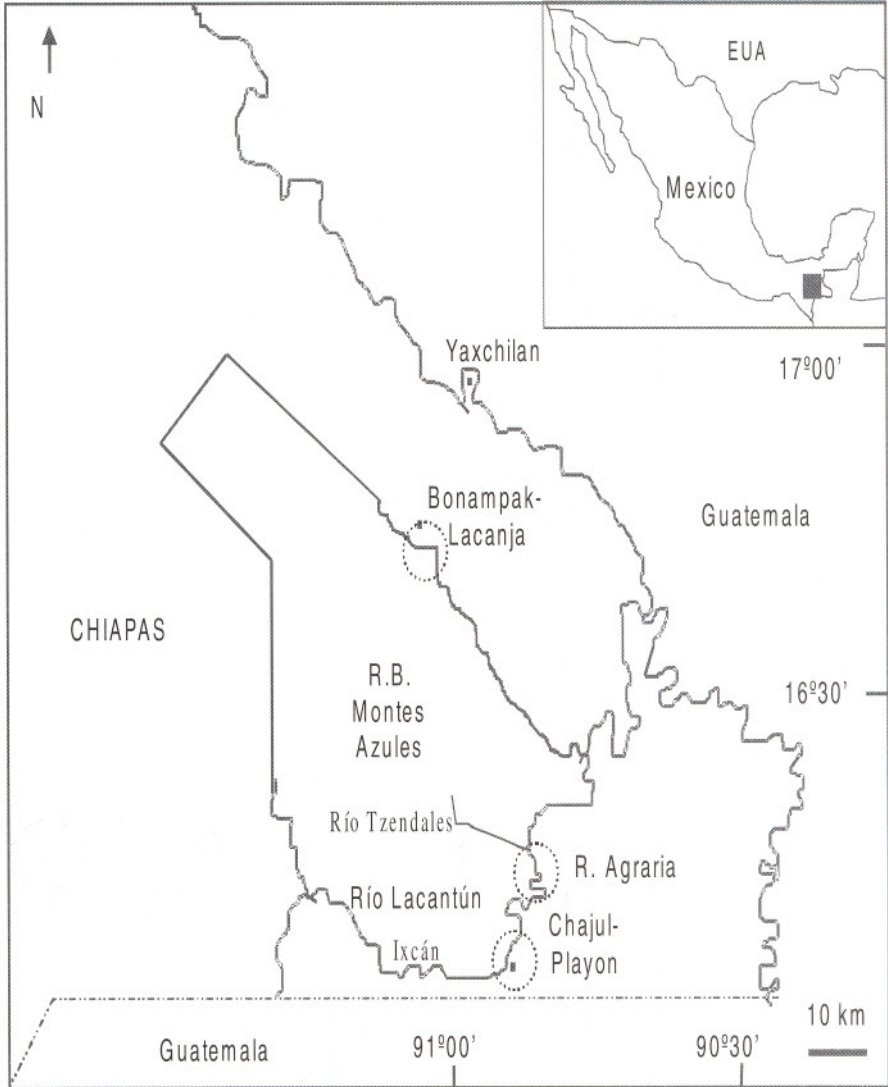 N
EUA
Mexico
Yaxchilan
17º00'
Bonampak-
Lacanja
Guatemala
CHIAPAS
R.B.
Montes
Azules
16º30'
Río Tzendales
R. Agraria
Río Lacantún
Chajul-
Playon
Ixcán
10 km
Guatemala
91º00'
90º30'